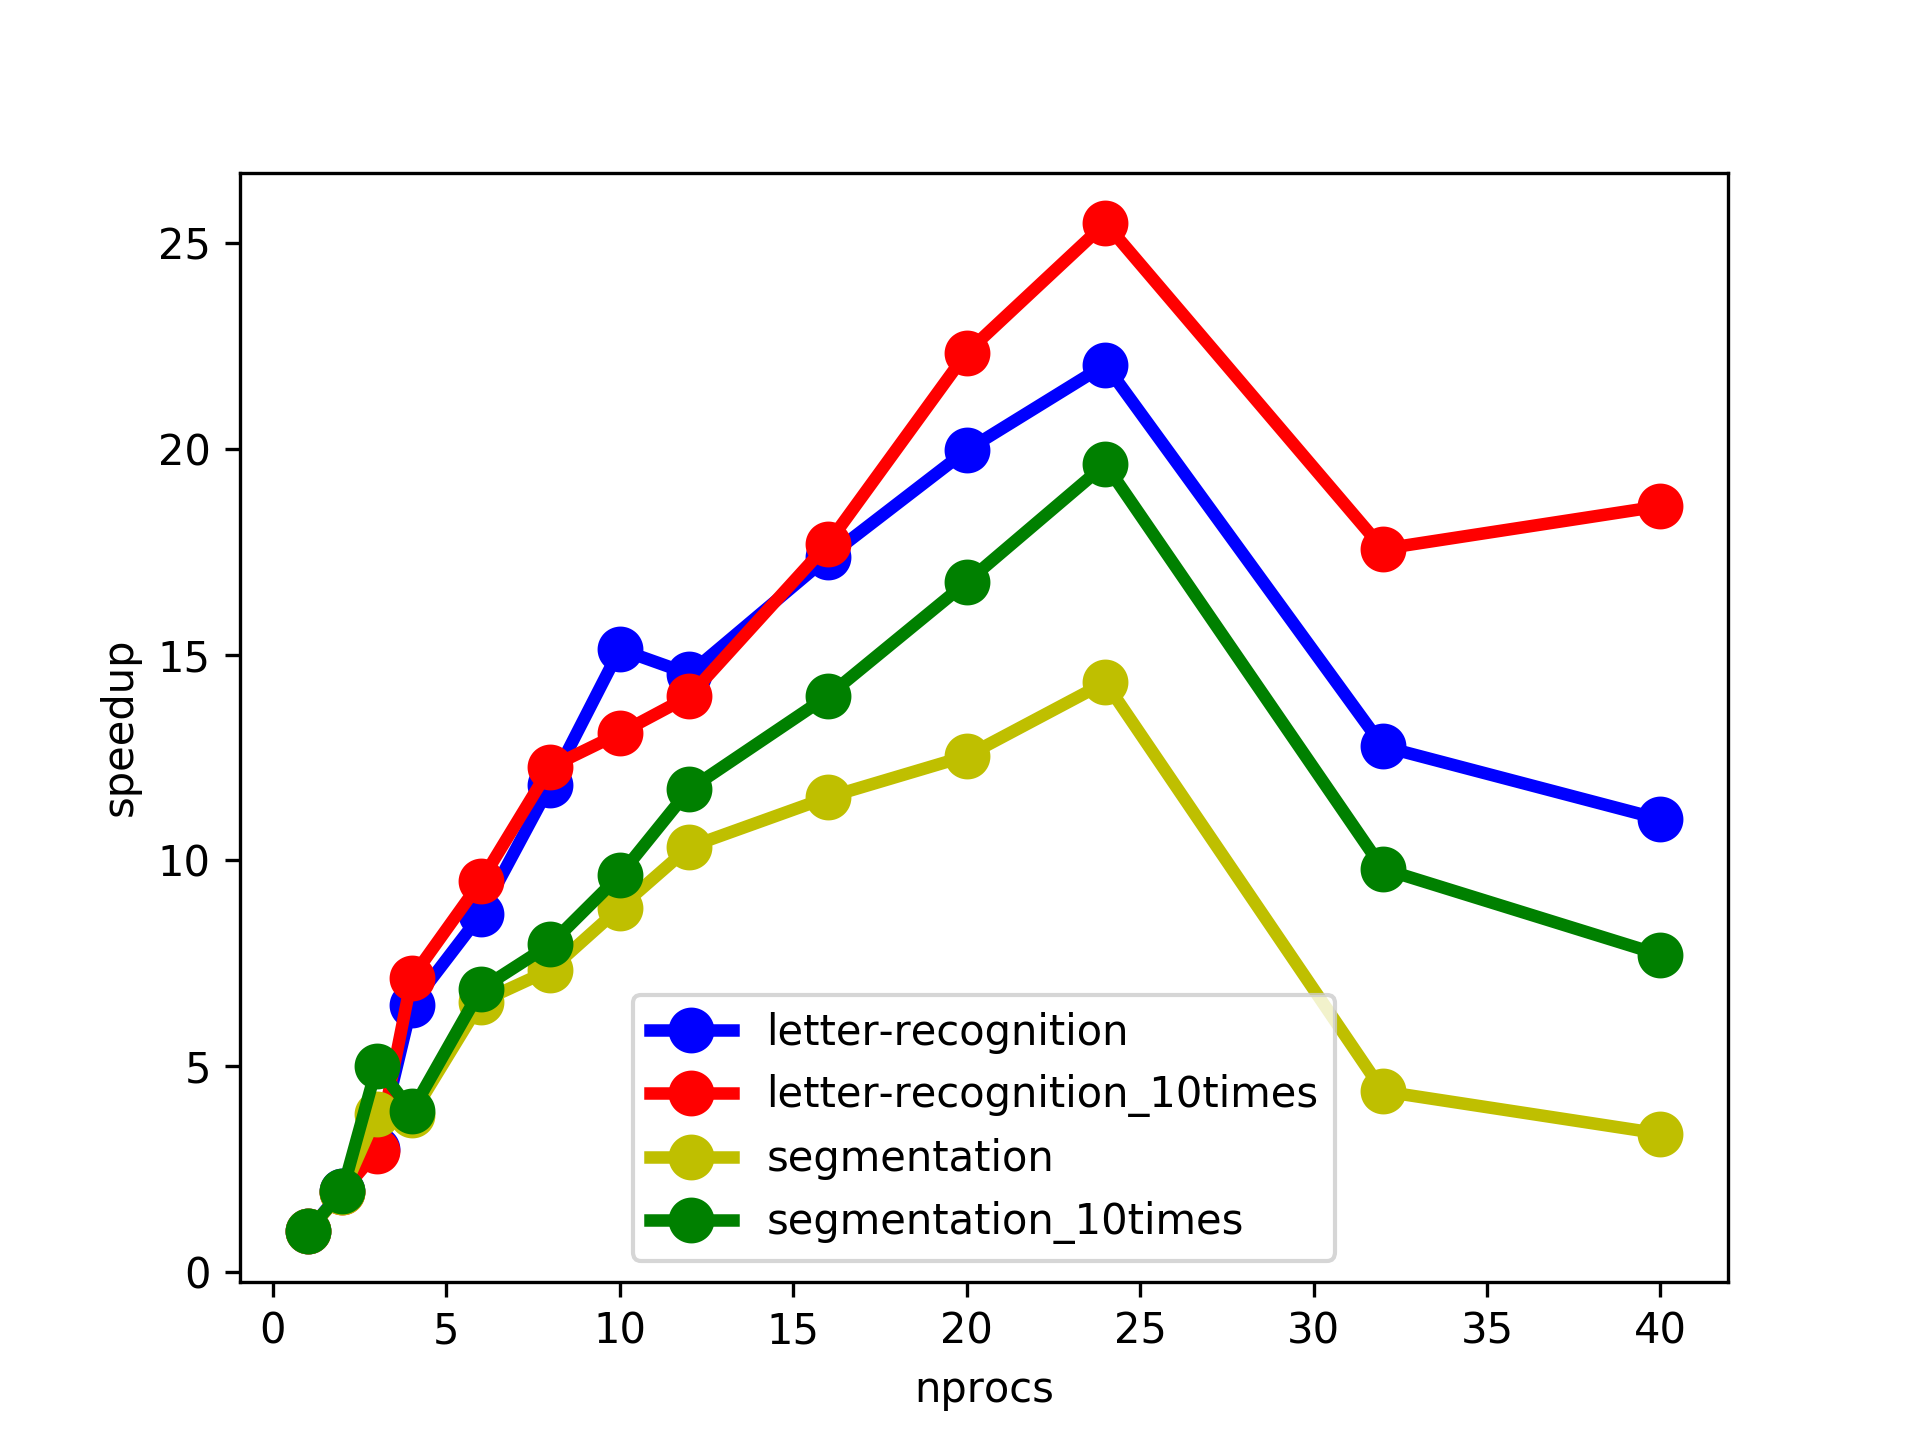 25
20
15
10
5
0
speedup
letter-recognition
letter-recognition_10times
segmentation
segmentation_10times
0 5 10 15 20 25 30 35 40
nprocs